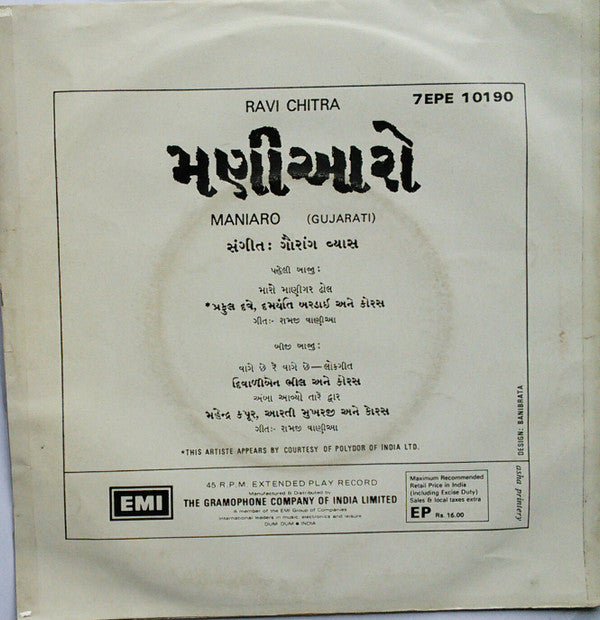 RAVI CHITRA
7EPE 10190
મણીઆરો
MANIARO (GUJARATI)
સંગીત: ગૌરાંગ વ્યાસ
પહેલી બાજુ:
મારો માણીગર ઢોલ
*પ્રફુલ દવે, દમયંતિ બરડાઈ અને કોરસ
ગીત:- રામજી વાણીઆ
બીજી બાજુ:
વાગે છે રે વાગે છે—લોકગીત
દિવાળીબેન ભીલ અને કોરસ
અંબા આવ્યો તારે દ્વાર
મહેન્દ્ર કપૂર, આરતી મુખરજી અને કોરસ
ગીત:- રામજી વાણીઆ
*THIS ARTISTE APPEARS BY COURTESY OF POLYDOR OF INDIA LTD.
DESIGN: BANIBRATA
asha printery
EMI
45 R.P.M. EXTENDED PLAY RECORD
Manufactured & Distributed by
THE GRAMOPHONE COMPANY OF INDIA LIMITED
A member of the EMI Group of Companies
International leaders in music, electronics and leisure
DUM DUM ● INDIA
Maximum Recommended
Retail Price in India
(including Excise Duty)
Sales & local taxes extra
EP Rs. 16.00